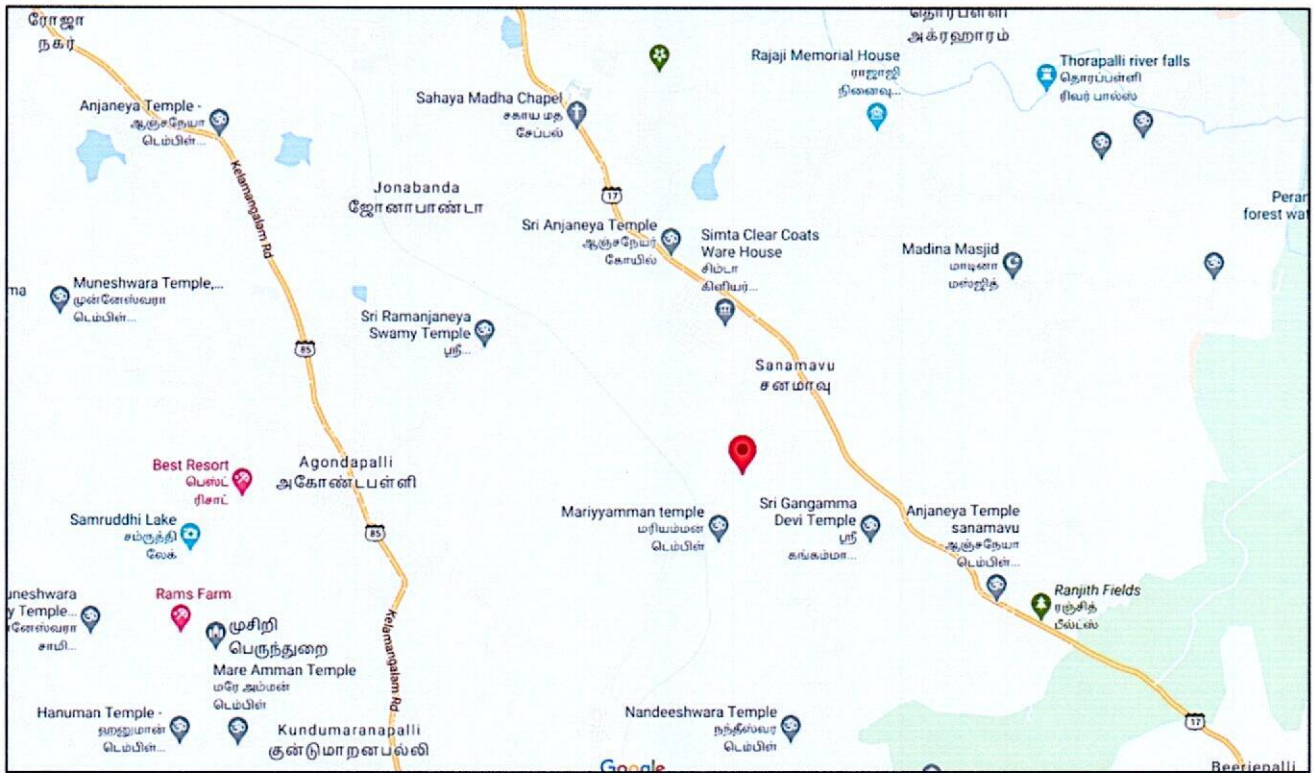 ரோஜா
நகர்
Anjaneya Temple -
ஆஞ்சநேயா
டெம்பிள்...
Sahaya Madha Chapel
சகாய மத
சேப்பல்
Rajaji Memorial House
ராஜாஜி
நினைவு...
அக்ரஹாரம்
Thorapalli river falls
தொரப்பள்ளி
ரிவர் பால்ஸ்
Kelamangalam Rd
Jonabanda
ஜோனாபாண்டா
17
Sri Anjaneya Temple
ஆஞ்சநேயர்
கோயில்
Simta Clear Coats
Ware House
சிம்டா
கிளியர்...
Madina Masjid
மாடினா
மஸ்ஜித்
forest wa
Muneshwara Temple,...
முன்னேஸ்வரா
டெம்பிள்...
Sri Ramanjaneya
Swamy Temple
ஸ்ரீ...
85
Sanamavu
சனமாவு
Best Resort
பெஸ்ட்
ரிசாட்
Agondapalli
அகோண்டபள்ளி
Samruddhi Lake
சம்ருத்தி
லேக்
85
Mariyyamman temple
மரியம்மன
டெம்பிள்
Sri Gangamma
Devi Temple
ஸ்ரீ
கங்கம்மா...
Anjaneya Temple
sanamavu
ஆஞ்சநேயா
டெம்பிள்...
Ranjith Fields
ரஞ்சித்
பீல்ட்ஸ்
uneshwara
y Temple...
னேஸ்வரா
சாமி...
Rams Farm
முசிறி
பெருந்துறை
Mare Amman Temple
மரே அம்மன்
டெம்பிள்
Kelamangalam Rd
Hanuman Temple -
ஹனுமான்
டெம்பிள்...
Kundumaranapalli
குன்டுமாறனபல்லி
Nandeeshwara Temple
நந்தீஸ்வர
டெம்பிள்
17
Google
Beerjepalli